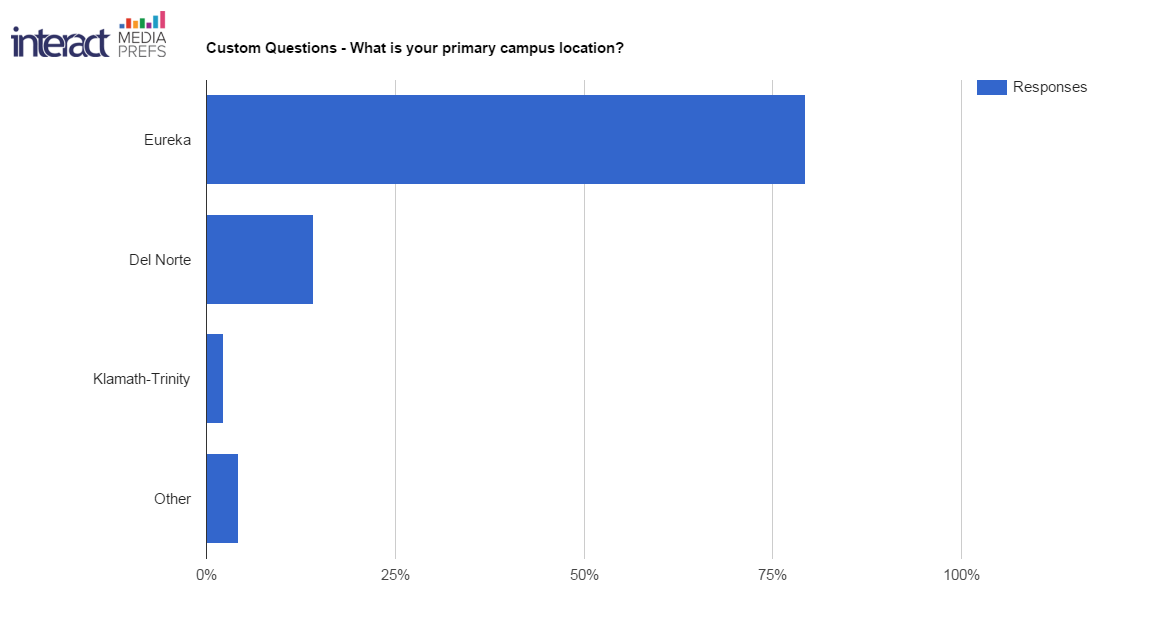 interact MEDIA PREFS
Custom Questions - What is your primary campus location?
Responses
Eureka
Del Norte
Klamath-Trinity
Other
0% 25% 50% 75% 100%